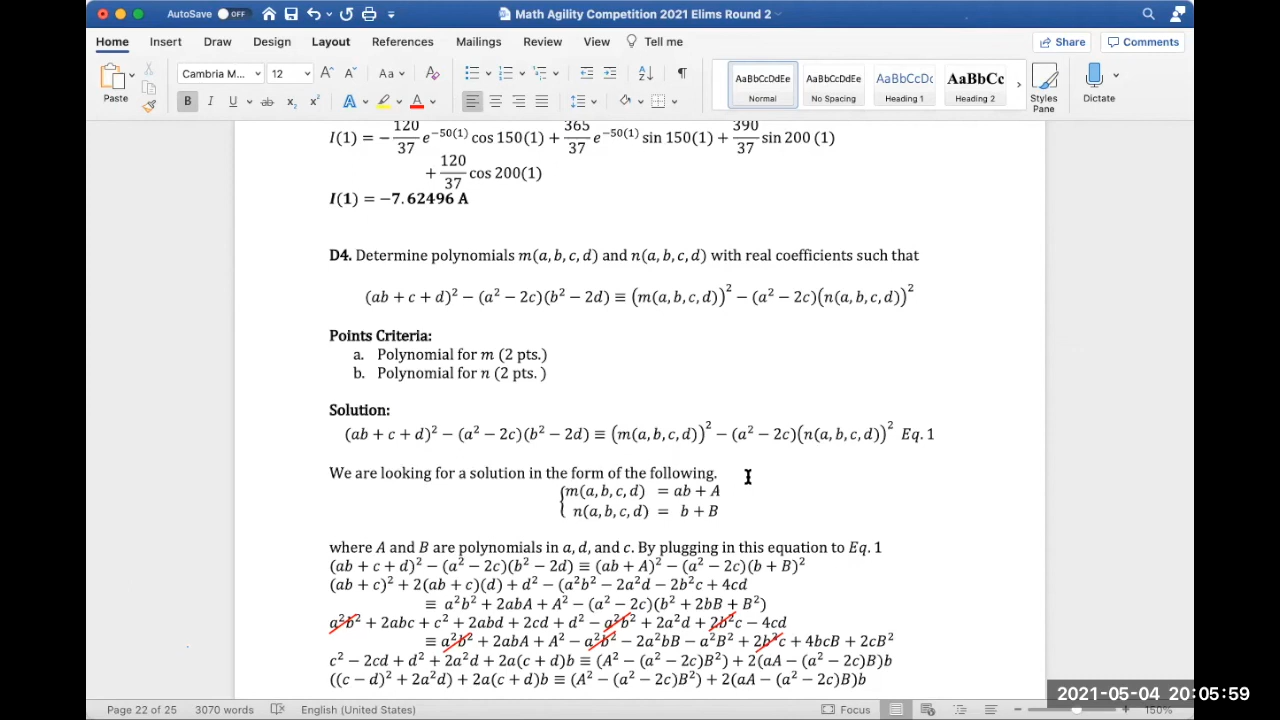 AutoSave OFF
Math Agility Competition 2021 Elims Round 2
Home Insert Draw Design Layout References Mailings Review View Tell me Share Comments
Paste Cambria M... 12 A^ A˅ Aa
B I U ab x₂ x² A A
AaBbCcDdEe AaBbCcDdEe AaBbCcDc AaBbCc
Normal No Spacing Heading 1 Heading 2 Styles Pane Dictate
I(1) = −120/37 e^{−50(1)} cos 150(1) + 365/37 e^{−50(1)} sin 150(1) + 390/37 sin 200 (1)
+ 120/37 cos 200(1)
I(1) = −7.62496 A
D4. Determine polynomials m(a, b, c, d) and n(a, b, c, d) with real coefficients such that
(ab + c + d)² − (a² − 2c)(b² − 2d) ≡ (m(a, b, c, d))² − (a² − 2c)(n(a, b, c, d))²
Points Criteria:
a. Polynomial for m (2 pts.)
b. Polynomial for n (2 pts. )
Solution:
(ab + c + d)² − (a² − 2c)(b² − 2d) ≡ (m(a, b, c, d))² − (a² − 2c)(n(a, b, c, d))² Eq. 1
We are looking for a solution in the form of the following.
{m(a, b, c, d) = ab + A
n(a, b, c, d) = b + B
where A and B are polynomials in a, d, and c. By plugging in this equation to Eq. 1
(ab + c + d)² − (a² − 2c)(b² − 2d) ≡ (ab + A)² − (a² − 2c)(b + B)²
(ab + c)² + 2(ab + c)(d) + d² − (a²b² − 2a²d − 2b²c + 4cd
≡ a²b² + 2abA + A² − (a² − 2c)(b² + 2bB + B²)
a²b² + 2abc + c² + 2abd + 2cd + d² − a²b² + 2a²d + 2b²c − 4cd
≡ a²b² + 2abA + A² − a²b² − 2a²bB − a²B² + 2b²c + 4bcB + 2cB²
c² − 2cd + d² + 2a²d + 2a(c + d)b ≡ (A² − (a² − 2c)B²) + 2(aA − (a² − 2c)B)b
((c − d)² + 2a²d) + 2a(c + d)b ≡ (A² − (a² − 2c)B²) + 2(aA − (a² − 2c)B)b
Page 22 of 25 3070 words English (United States) Focus 150%
2021-05-04 20:05:59